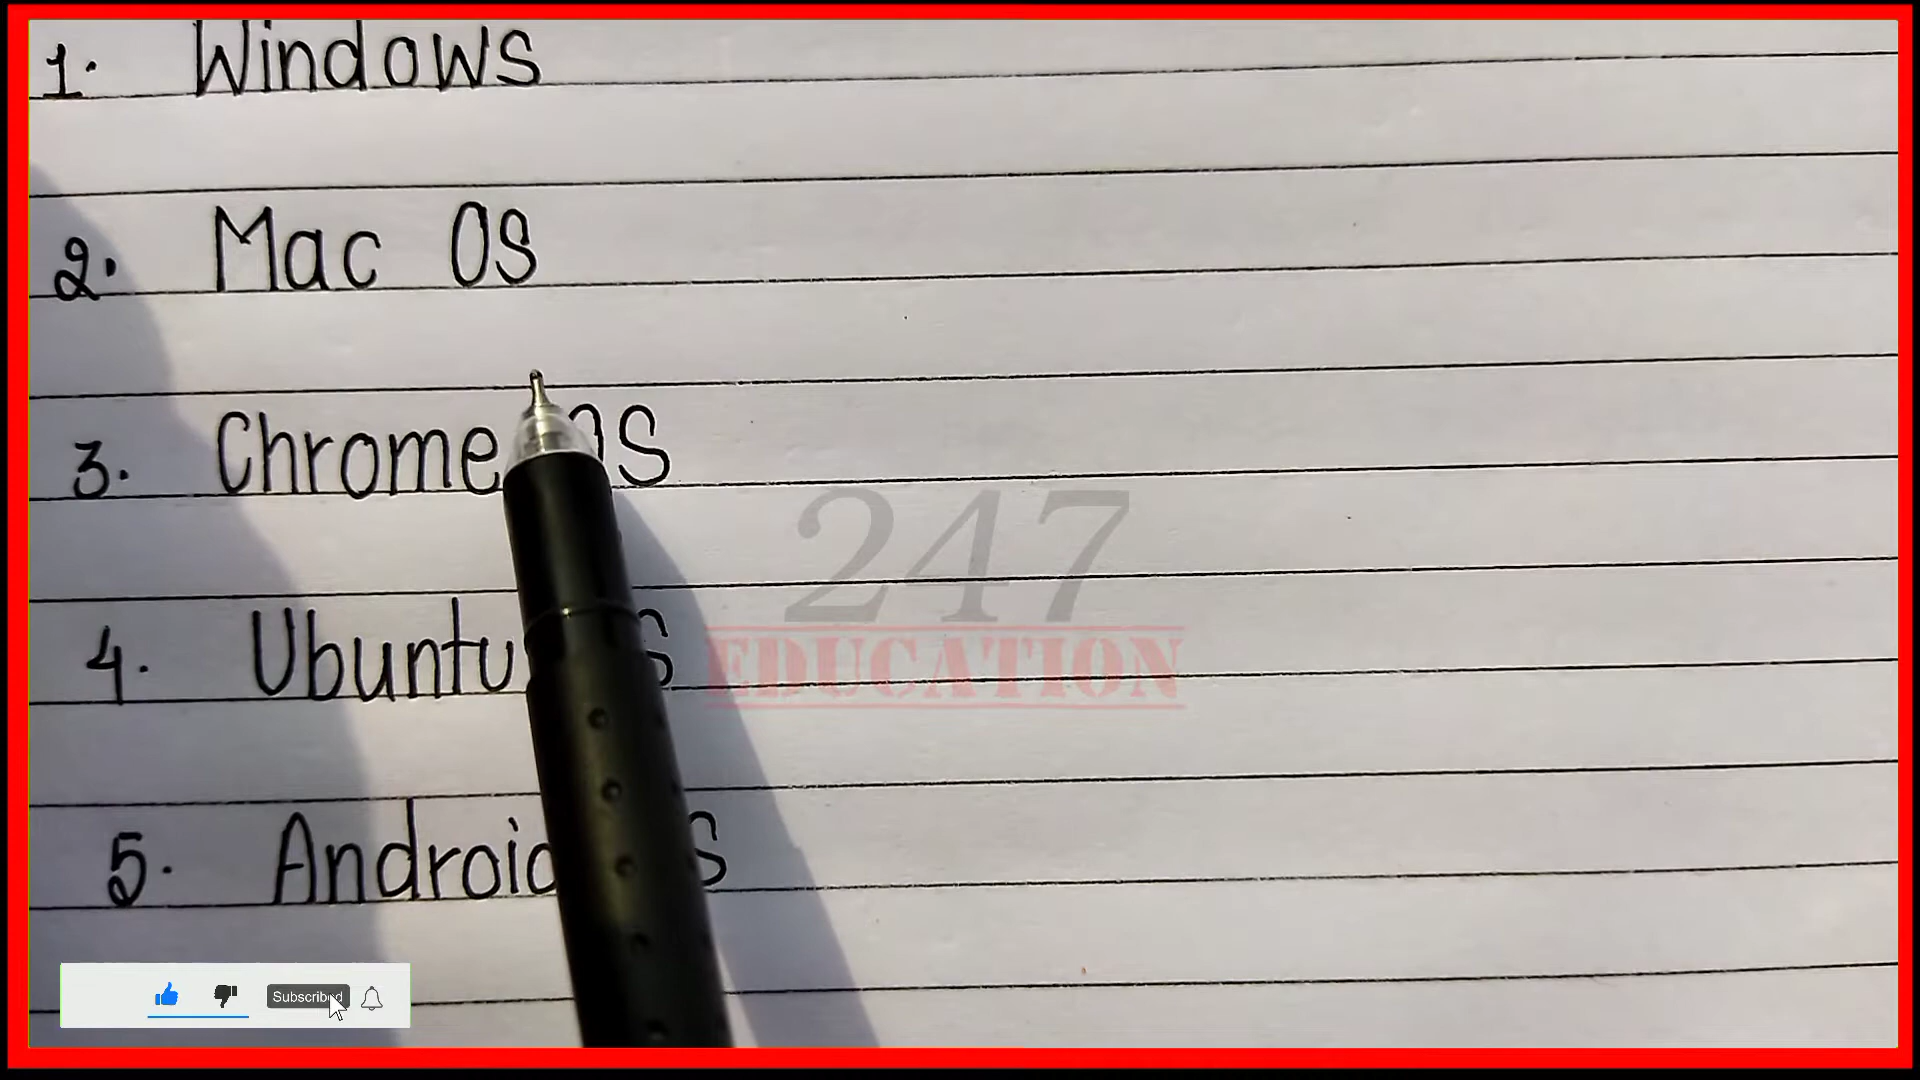 1. Windows
2. Mac OS
3. Chrome OS
4. Ubuntu
5. Android
247
EDUCATION
Subscribed